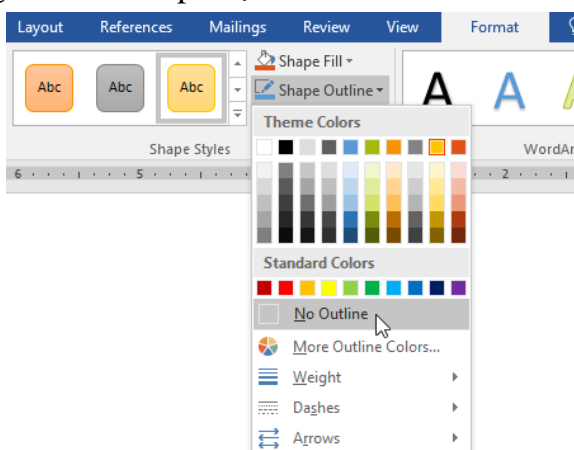 Layout References Mailings Review View Format
Abc Abc Abc
Shape Fill
Shape Outline
A A
Theme Colors
Shape Styles
6 5 2
Standard Colors
No Outline
More Outline Colors...
Weight
Dashes
Arrows